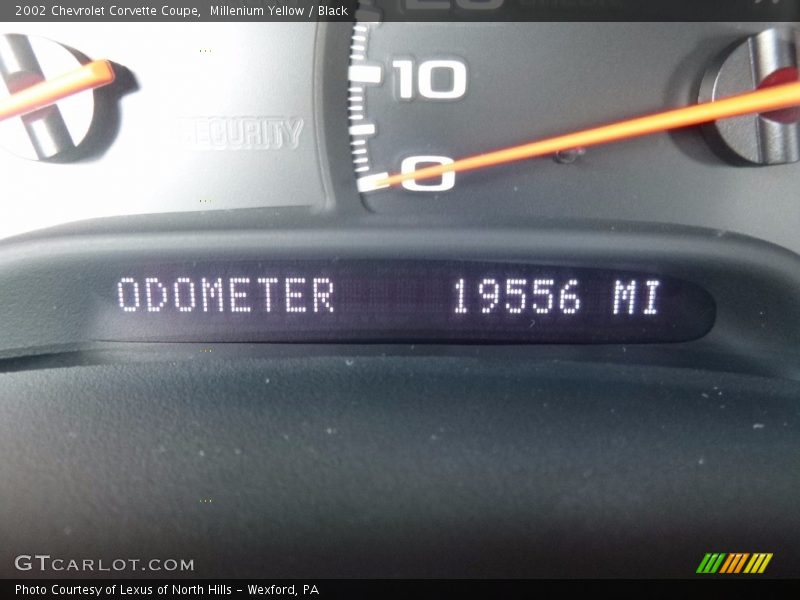 2002 Chevrolet Corvette Coupe, Millenium Yellow / Black
10
SECURITY
0
ODOMETER 19556 MI
GTCARLOT.COM
Photo Courtesy of Lexus of North Hills - Wexford, PA